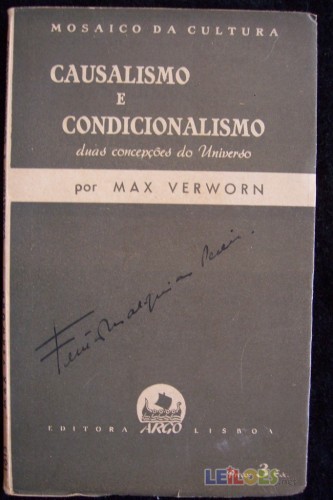 MOSAICO DA CULTURA
CAUSALISMO
E
CONDICIONALISMO
duas concepções do Universo
por MAX VERWORN
EDITORA ARGO LISBOA
3
LEILOES